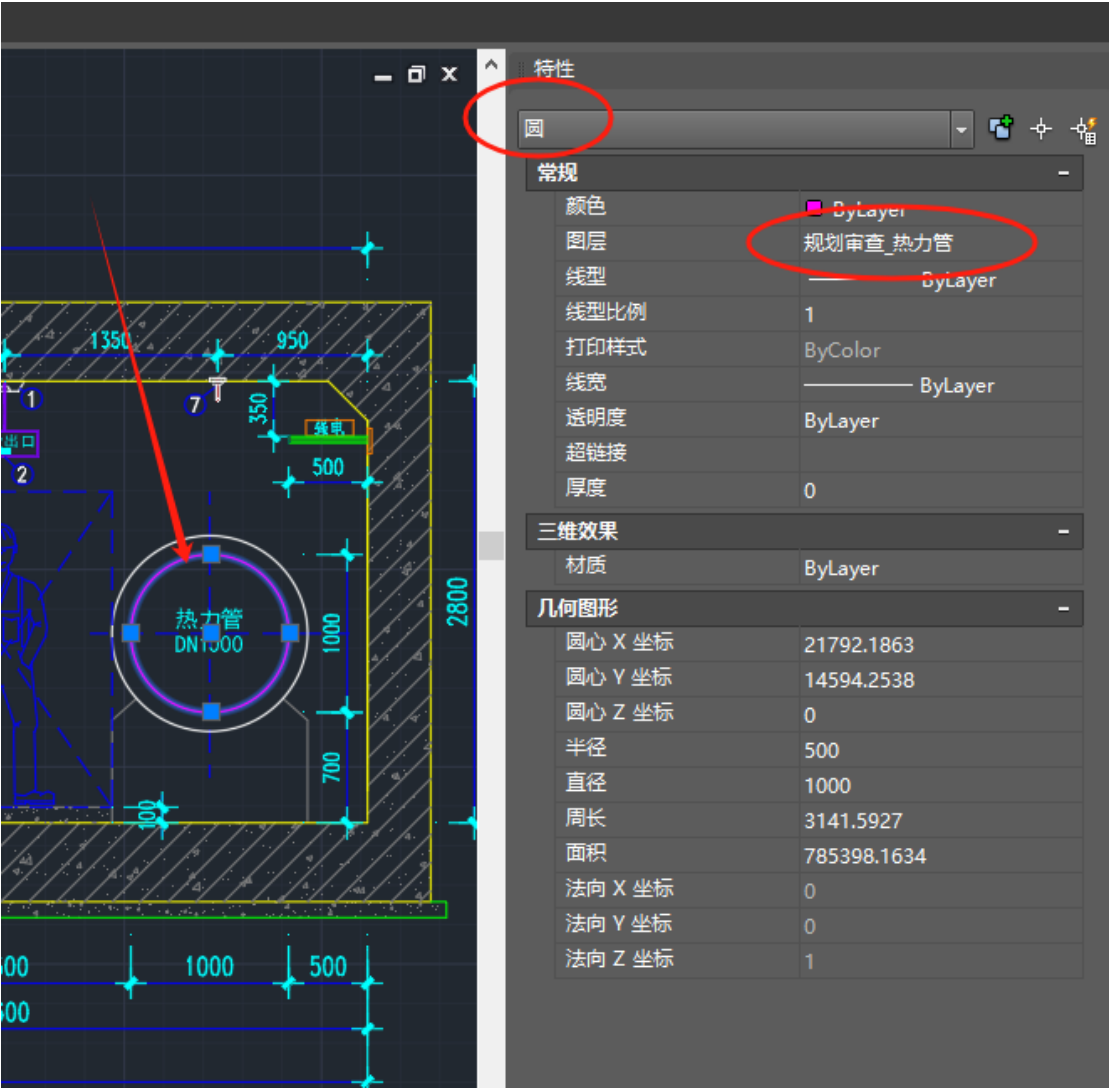 特性
圆
常规
颜色 ByLayer
图层 规划审查_热力管
线型 ByLayer
线型比例 1
打印样式 ByColor
线宽 ByLayer
透明度 ByLayer
超链接
厚度 0
三维效果
材质 ByLayer
几何图形
圆心 X 坐标 21792.1863
圆心 Y 坐标 14594.2538
圆心 Z 坐标 0
半径 500
直径 1000
周长 3141.5927
面积 785398.1634
法向 X 坐标 0
法向 Y 坐标 0
法向 Z 坐标 1
1350 950
1
7
350
强电
出口
2
500
热力管
DN1000
1000
2800
700
100
00 1000 500
00